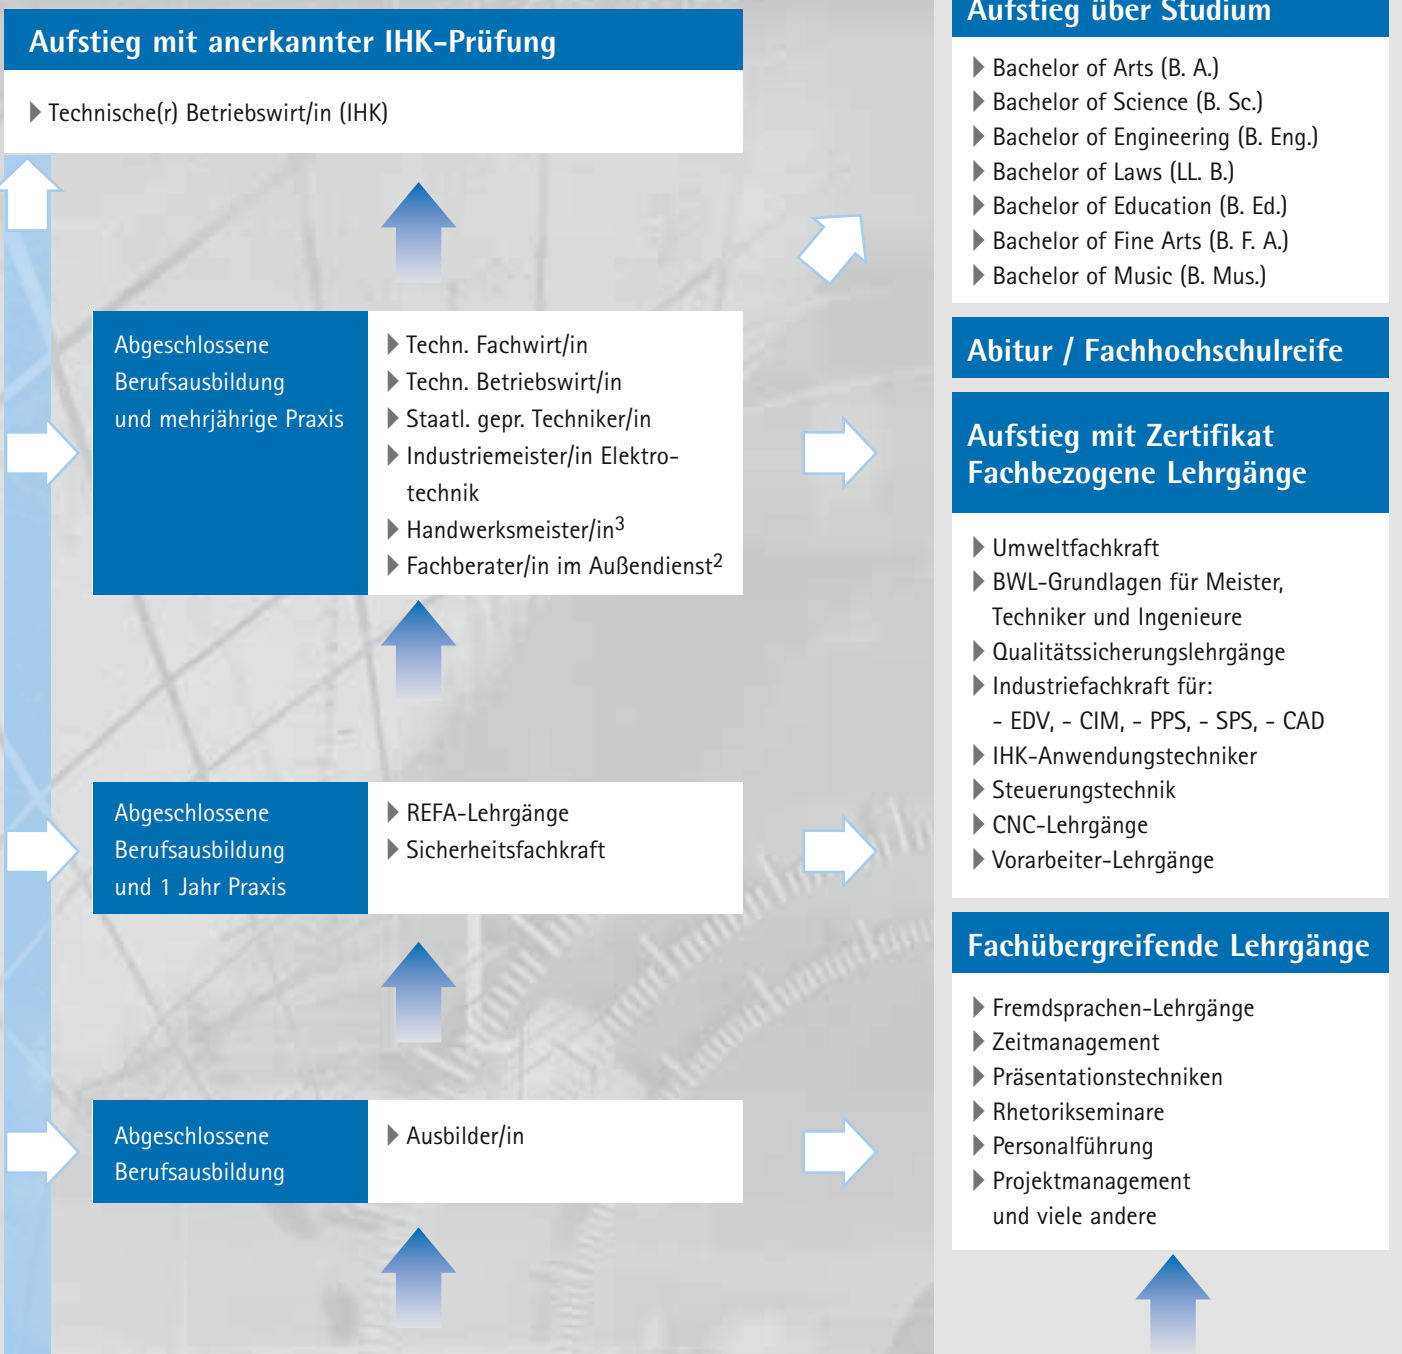 Aufstieg mit anerkannter IHK-Prüfung
Technische(r) Betriebswirt/in (IHK)
Abgeschlossene
Berufsausbildung
und mehrjährige Praxis
Techn. Fachwirt/in
Techn. Betriebswirt/in
Staatl. gepr. Techniker/in
Industriemeister/in Elektro-
technik
Handwerksmeister/in³
Fachberater/in im Außendienst²
Abgeschlossene
Berufsausbildung
und 1 Jahr Praxis
REFA-Lehrgänge
Sicherheitsfachkraft
Abgeschlossene
Berufsausbildung
Ausbilder/in
Aufstieg über Studium
Bachelor of Arts (B. A.)
Bachelor of Science (B. Sc.)
Bachelor of Engineering (B. Eng.)
Bachelor of Laws (LL. B.)
Bachelor of Education (B. Ed.)
Bachelor of Fine Arts (B. F. A.)
Bachelor of Music (B. Mus.)
Abitur / Fachhochschulreife
Aufstieg mit Zertifikat
Fachbezogene Lehrgänge
Umweltfachkraft
BWL-Grundlagen für Meister,
Techniker und Ingenieure
Qualitätssicherungslehrgänge
Industriefachkraft für:
- EDV, - CIM, - PPS, - SPS, - CAD
IHK-Anwendungstechniker
Steuerungstechnik
CNC-Lehrgänge
Vorarbeiter-Lehrgänge
Fachübergreifende Lehrgänge
Fremdsprachen-Lehrgänge
Zeitmanagement
Präsentationstechniken
Rhetorikseminare
Personalführung
Projektmanagement
und viele andere